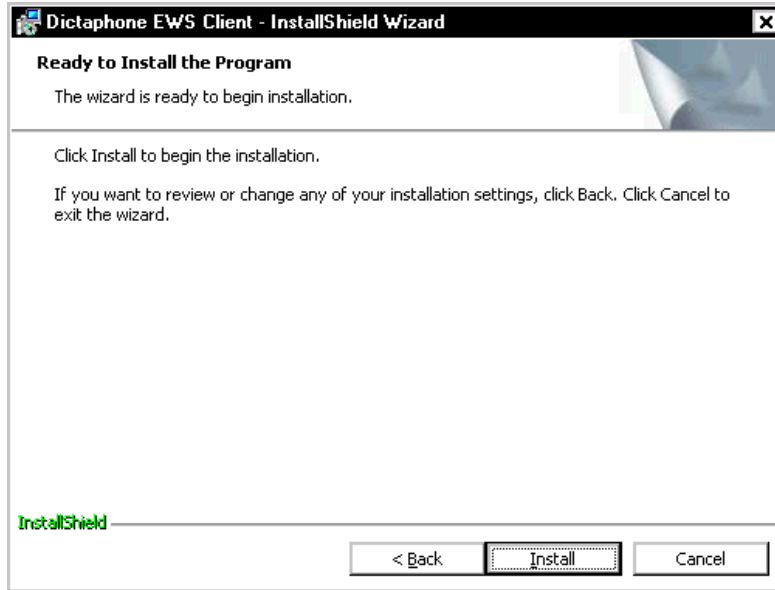 Dictaphone EWS Client - InstallShield Wizard
Ready to Install the Program
The wizard is ready to begin installation.
Click Install to begin the installation.
If you want to review or change any of your installation settings, click Back. Click Cancel to
exit the wizard.
InstallShield
< Back
Install
Cancel